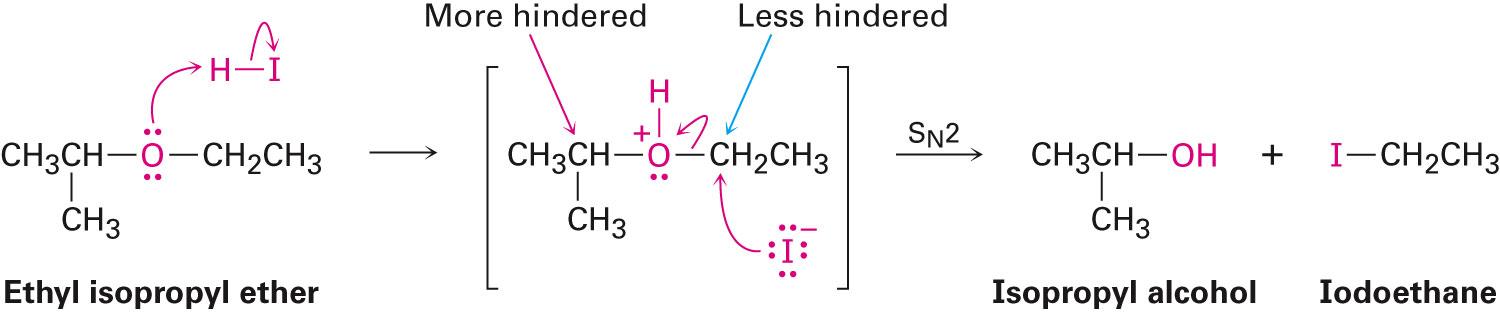 More hindered Less hindered
H—I
H
CH₃CH—O—CH₂CH₃ CH₃CH—O⁺—CH₂CH₃ SN2 CH₃CH—OH + I—CH₂CH₃
CH₃ CH₃ CH₃
I⁻
Ethyl isopropyl ether Isopropyl alcohol Iodoethane